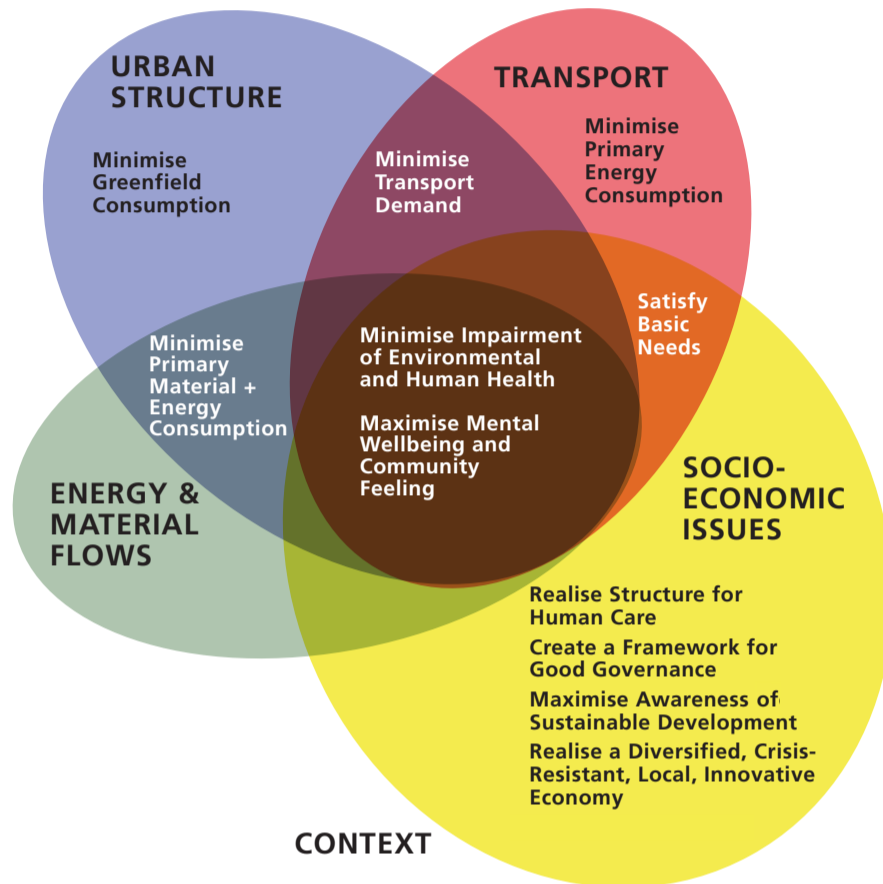 URBAN
STRUCTURE
Minimise
Greenfield
Consumption
TRANSPORT
Minimise
Primary
Energy
Consumption
Minimise
Transport
Demand
Satisfy
Basic
Needs
Minimise
Primary
Material +
Energy
Consumption
Minimise Impairment
of Environmental
and Human Health
Maximise Mental
Wellbeing and
Community
Feeling
ENERGY &
MATERIAL
FLOWS
SOCIO-
ECONOMIC
ISSUES
Realise Structure for
Human Care
Create a Framework for
Good Governance
Maximise Awareness of
Sustainable Development
Realise a Diversified, Crisis-
Resistant, Local, Innovative
Economy
CONTEXT